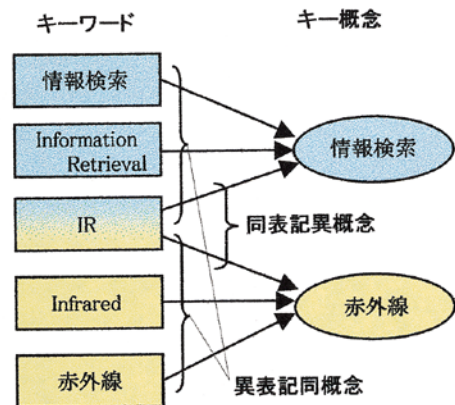 キーワード
キー概念
情報検索
Information
Retrieval
情報検索
IR
同表記異概念
Infrared
赤外線
赤外線
異表記同概念